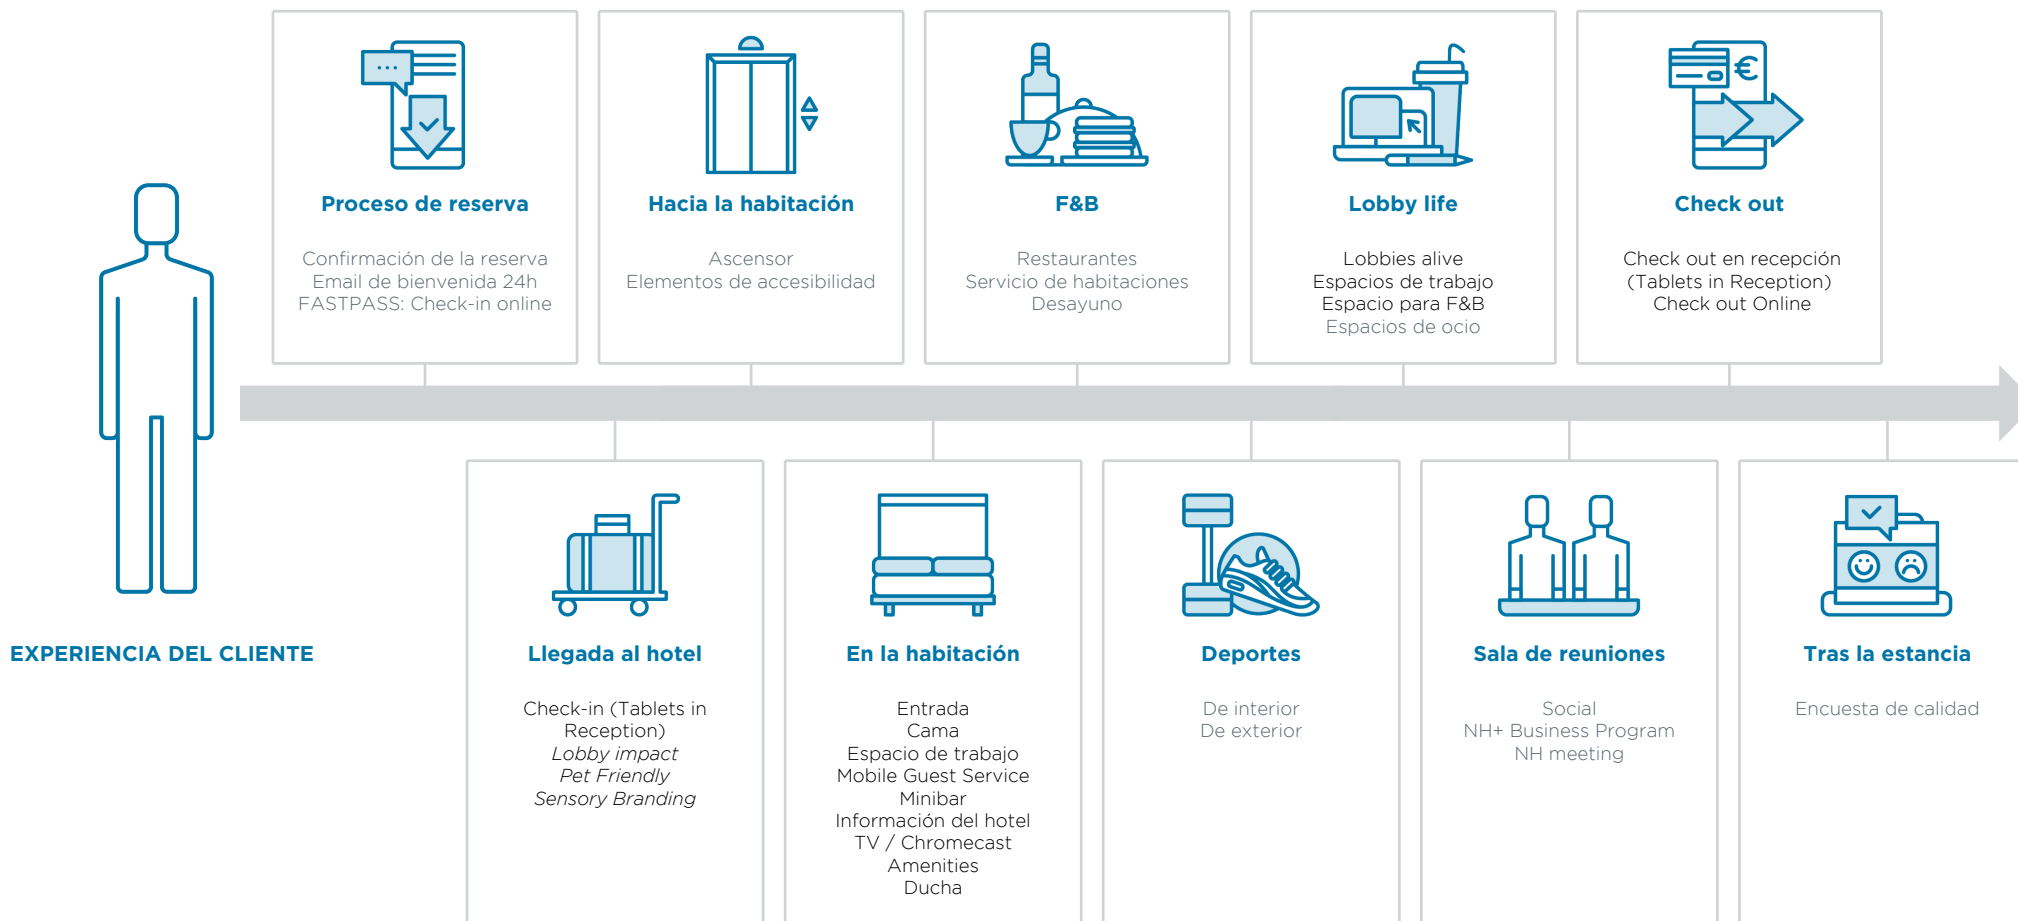 Proceso de reserva
Confirmación de la reserva
Email de bienvenida 24h
FASTPASS: Check-in online
Hacia la habitación
Ascensor
Elementos de accesibilidad
F&B
Restaurantes
Servicio de habitaciones
Desayuno
Lobby life
Lobbies alive
Espacios de trabajo
Espacio para F&B
Espacios de ocio
€
Check out
Check out en recepción
(Tablets in Reception)
Check out Online
EXPERIENCIA DEL CLIENTE
Llegada al hotel
Check-in (Tablets in
Reception)
Lobby impact
Pet Friendly
Sensory Branding
En la habitación
Entrada
Cama
Espacio de trabajo
Mobile Guest Service
Minibar
Información del hotel
TV / Chromecast
Amenities
Ducha
Deportes
De interior
De exterior
Sala de reuniones
Social
NH+ Business Program
NH meeting
Tras la estancia
Encuesta de calidad